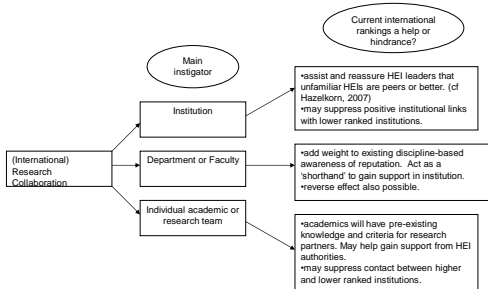 Current international
rankings a help or
hindrance?
Main
instigator
Institution
•assist and reassure HEI leaders that
unfamiliar HEIs are peers or better. (cf
Hazelkorn, 2007)
•may suppress positive institutional links
with lower ranked institutions.
(International)
Research
Collaboration
Department or Faculty
•add weight to existing discipline-based
awareness of reputation. Act as a
'shorthand' to gain support in institution.
•reverse effect also possible.
Individual academic or
research team
•academics will have pre-existing
knowledge and criteria for research
partners. May help gain support from HEI
authorities.
•may suppress contact between higher
and lower ranked institutions.